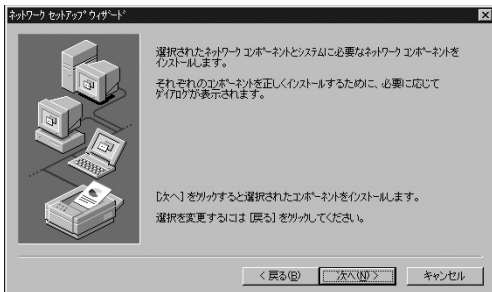 ネットワーク セットアップ ウィザード
選択されたネットワーク コンポーネントとシステムに必要なネットワーク コンポーネントを
インストールします。
それぞれのコンポーネントを正しくインストールするために、必要に応じて
ダイアログが表示されます。
[次へ] をクリックすると選択されたコンポーネントをインストールします。
選択を変更するには [戻る] をクリックしてください。
< 戻る(B)
次へ(N) >
キャンセル